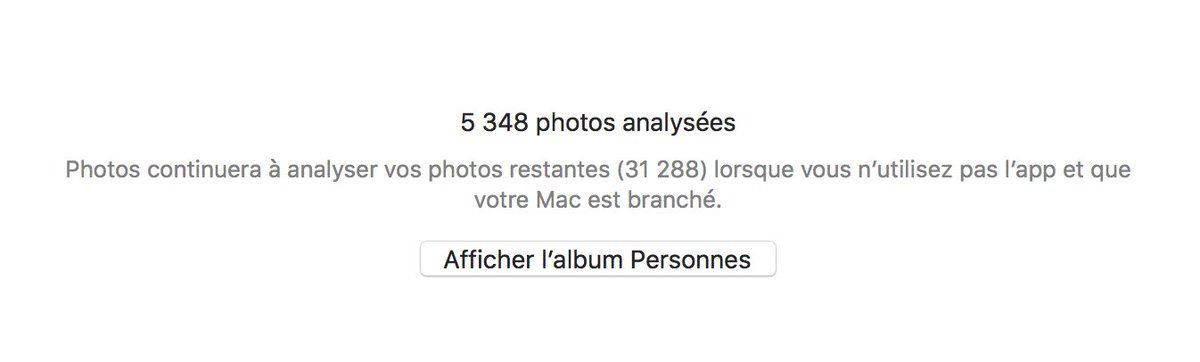 5 348 photos analysées
Photos continuera à analyser vos photos restantes (31 288) lorsque vous n’utilisez pas l’app et que
votre Mac est branché.
Afficher l’album Personnes